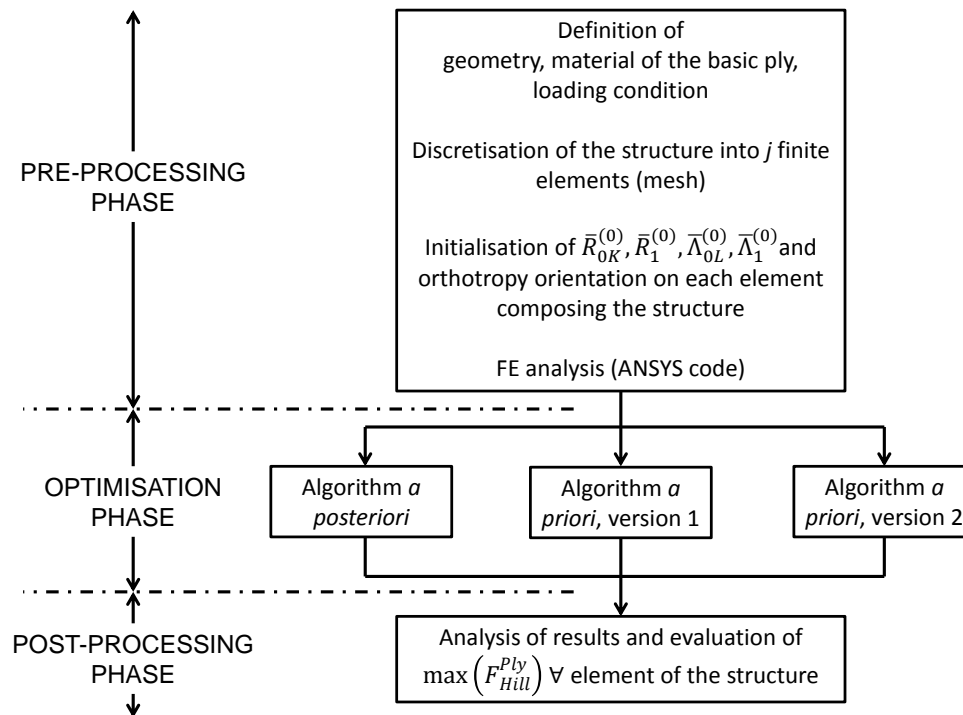 Definition of
geometry, material of the basic ply,
loading condition
Discretisation of the structure into j finite
elements (mesh)
Initialisation of R̄₀ₖ⁽⁰⁾, R̄₁⁽⁰⁾, Λ̄₀ₗ⁽⁰⁾, Λ̄₁⁽⁰⁾ and
orthotropy orientation on each element
composing the structure
FE analysis (ANSYS code)
PRE-PROCESSING
PHASE
OPTIMISATION
PHASE
Algorithm a
posteriori
Algorithm a
priori, version 1
Algorithm a
priori, version 2
POST-PROCESSING
PHASE
Analysis of results and evaluation of
max(F_Hill^Ply) ∀ element of the structure